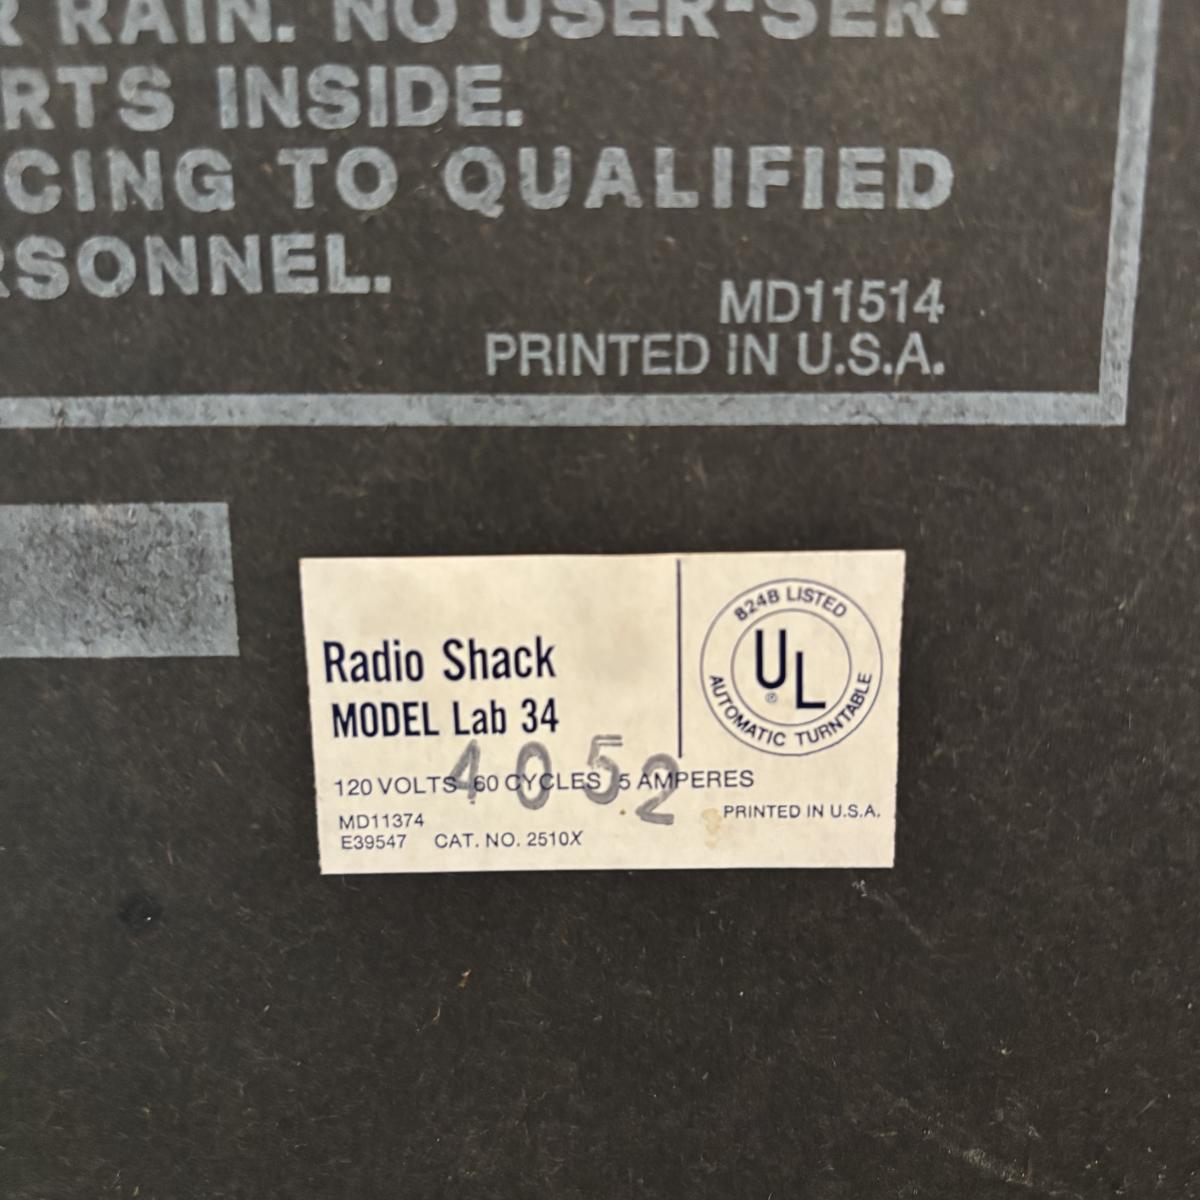 R RAIN. NO USER-SER-
RTS INSIDE.
CING TO QUALIFIED
RSONNEL.
MD11514
PRINTED IN U.S.A.
Radio Shack
MODEL Lab 34
4052
120 VOLTS 60 CYCLES 5 AMPERES
MD11374
E39547 CAT. NO. 2510X
824B LISTED
UL
®
AUTOMATIC TURNTABLE
PRINTED IN U.S.A.